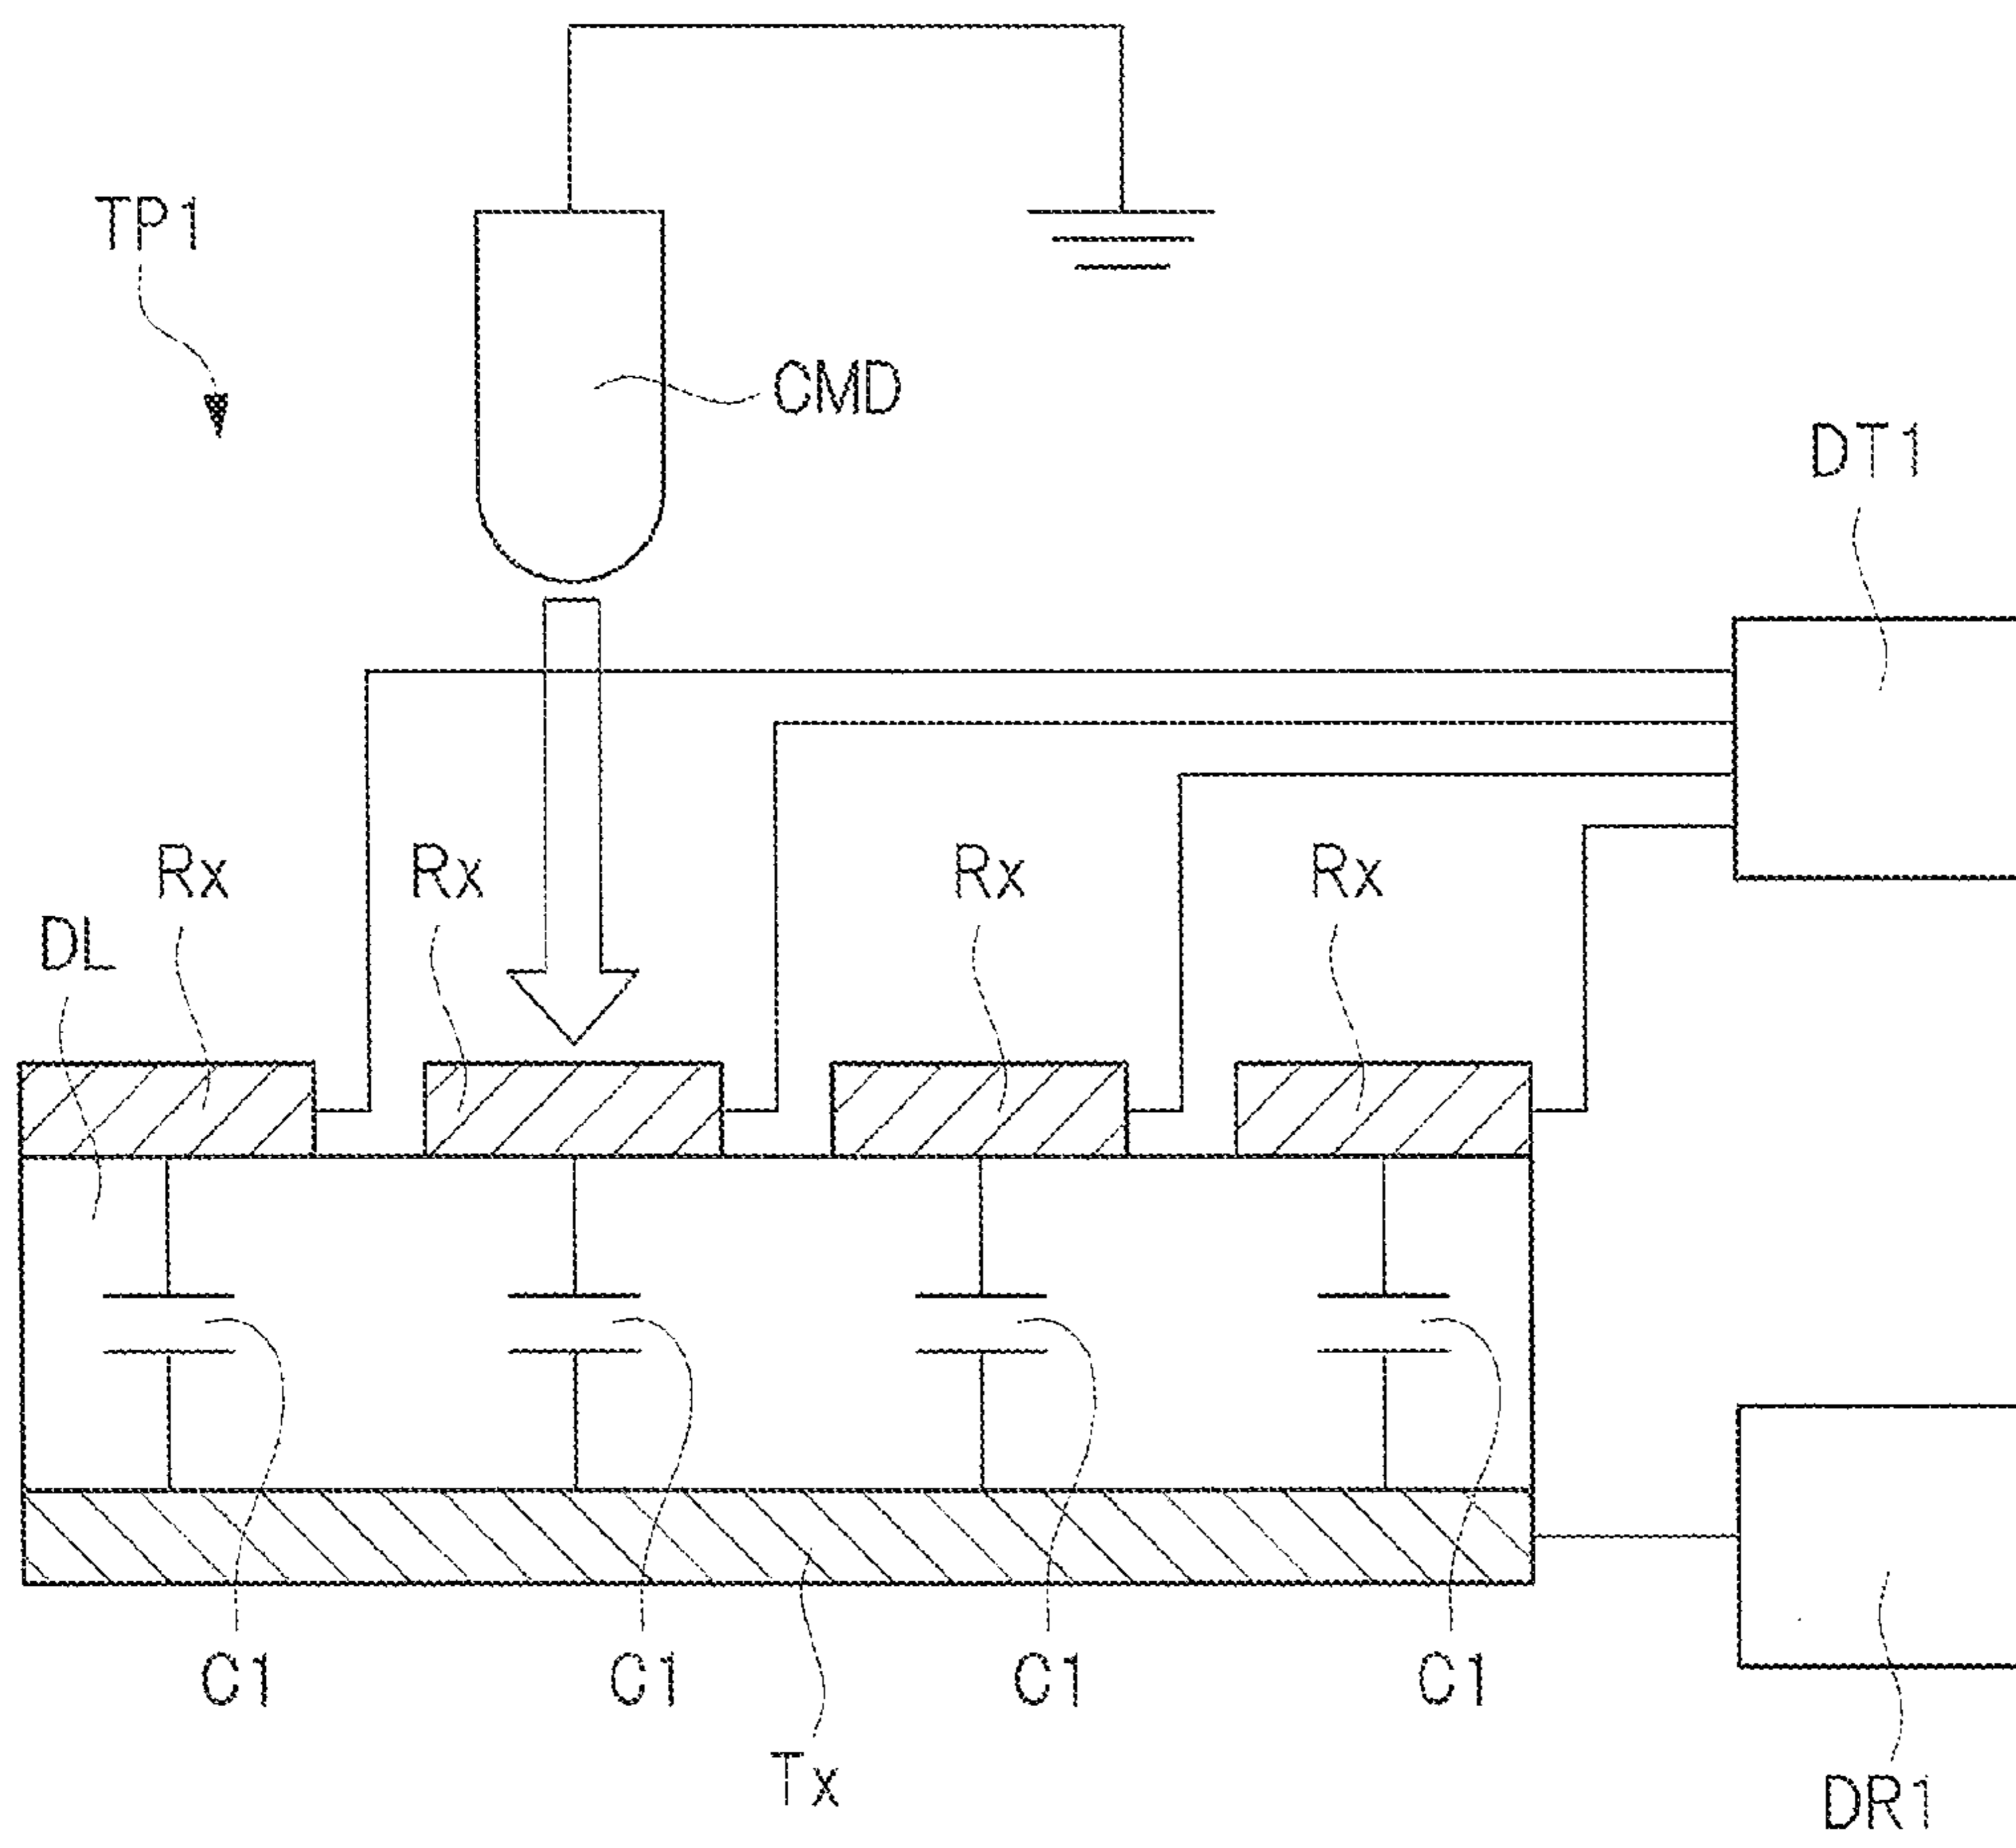 TP1
CMD
DT1
Rx Rx Rx Rx
DL
C1 C1 C1 C1
Tx
DR1